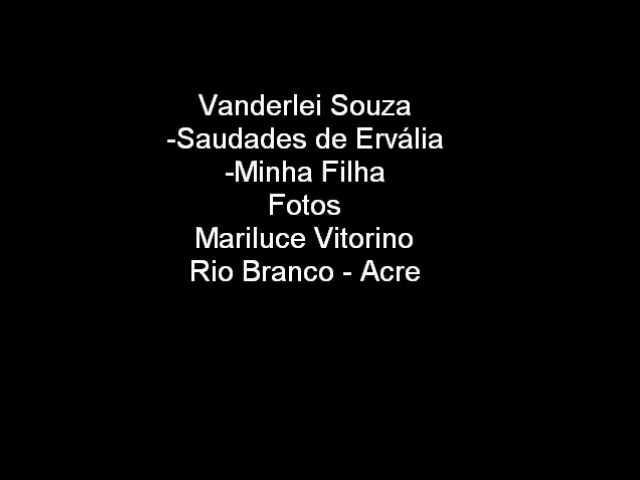 Vanderlei Souza
-Saudades de Ervália
-Minha Filha
Fotos
Mariluce Vitorino
Rio Branco - Acre